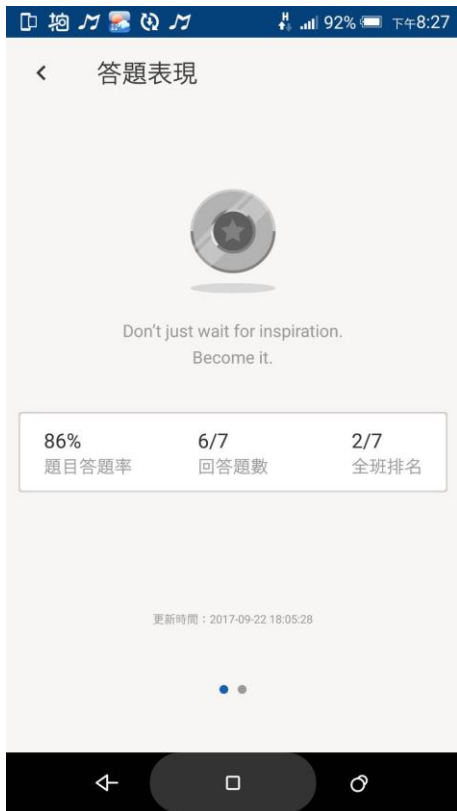 拍 H 92% 下午8:27
答題表現
Don't just wait for inspiration.
Become it.
86% 6/7 2/7
題目答題率 回答題數 全班排名
更新時間：2017-09-22 18:05:28